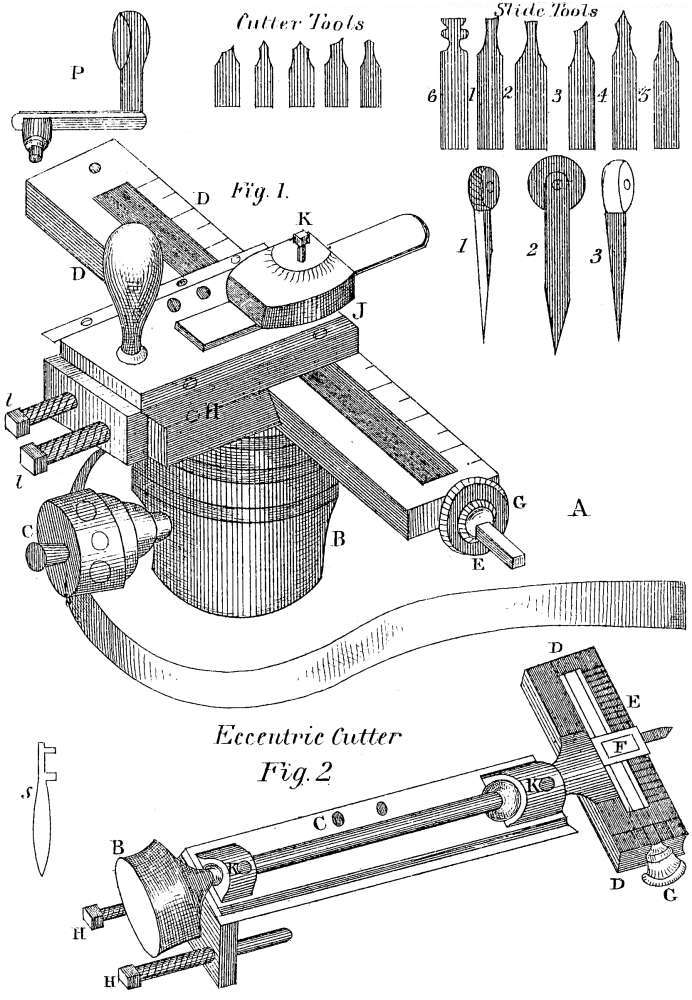 Cutter Tools
Slide Tools
P
6 1 2 3 4 5
Fig. 1.
D
K
1 2 3
D
J
l
H
l
G
C
A
B
E
D
E
Eccentric Cutter
F
Fig. 2
K
S
C
B
K
D
G
H
H